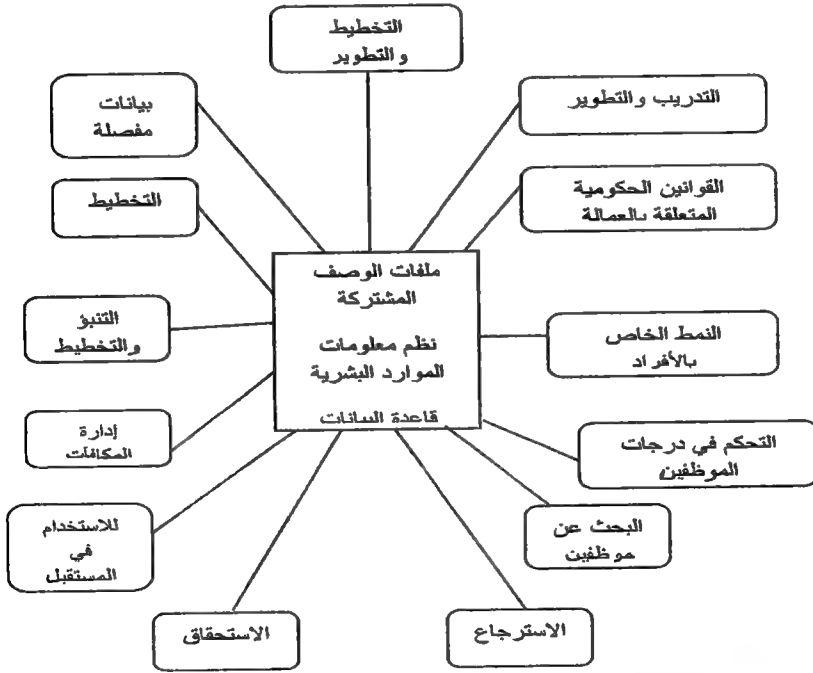 التخطيط
والتطوير
التدريب والتطوير
بيانات
مفصلة
القوانين الحكومية
المتعلقة بالعمالة
التخطيط
ملفات الوصف
المشتركة
نظم معلومات
الموارد البشرية
قاعدة البيانات
النمط الخاص
بالأفراد
التنبؤ
والتخطيط
التحكم في درجات
الموظفين
إدارة
المكافآت
البحث عن
موظفين
للاستخدام
في
المستقبل
الاسترجاع
الاستحقاق